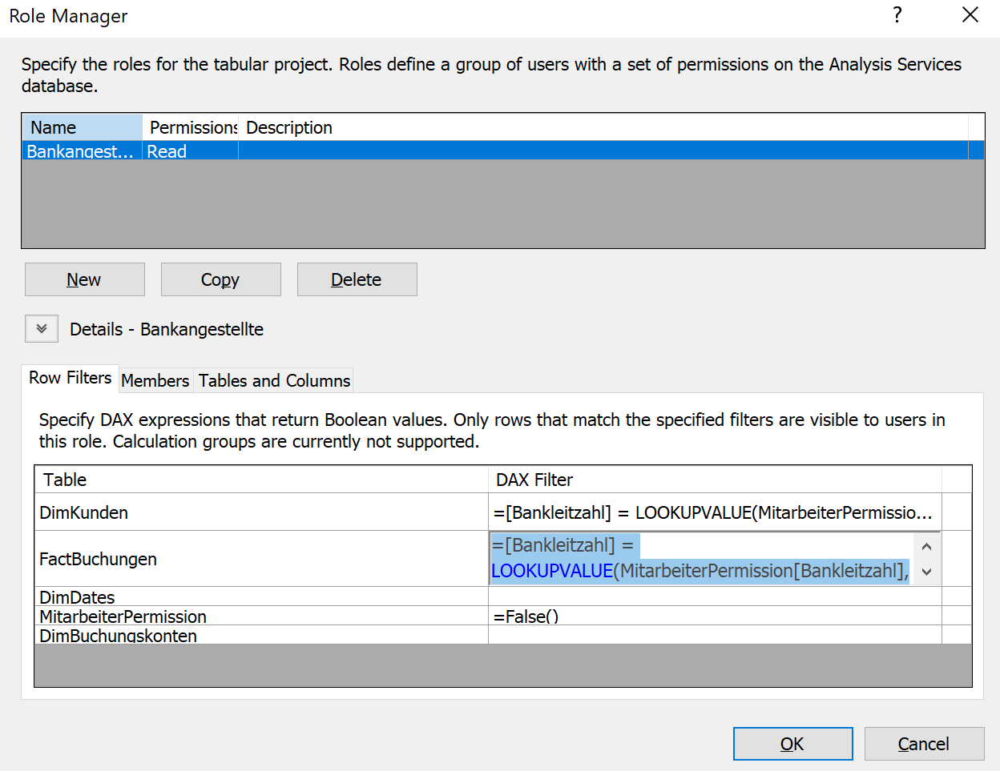 Role Manager
?
Specify the roles for the tabular project. Roles define a group of users with a set of permissions on the Analysis Services
database.
Name Permissions Description
Bankangest... Read
New Copy Delete
Details - Bankangestellte
Row Filters Members Tables and Columns
Specify DAX expressions that return Boolean values. Only rows that match the specified filters are visible to users in
this role. Calculation groups are currently not supported.
Table DAX Filter
DimKunden =[Bankleitzahl] = LOOKUPVALUE(MitarbeiterPermissio...
FactBuchungen =[Bankleitzahl] =
LOOKUPVALUE(MitarbeiterPermission[Bankleitzahl],
DimDates
MitarbeiterPermission =False()
DimBuchungskonten
OK Cancel